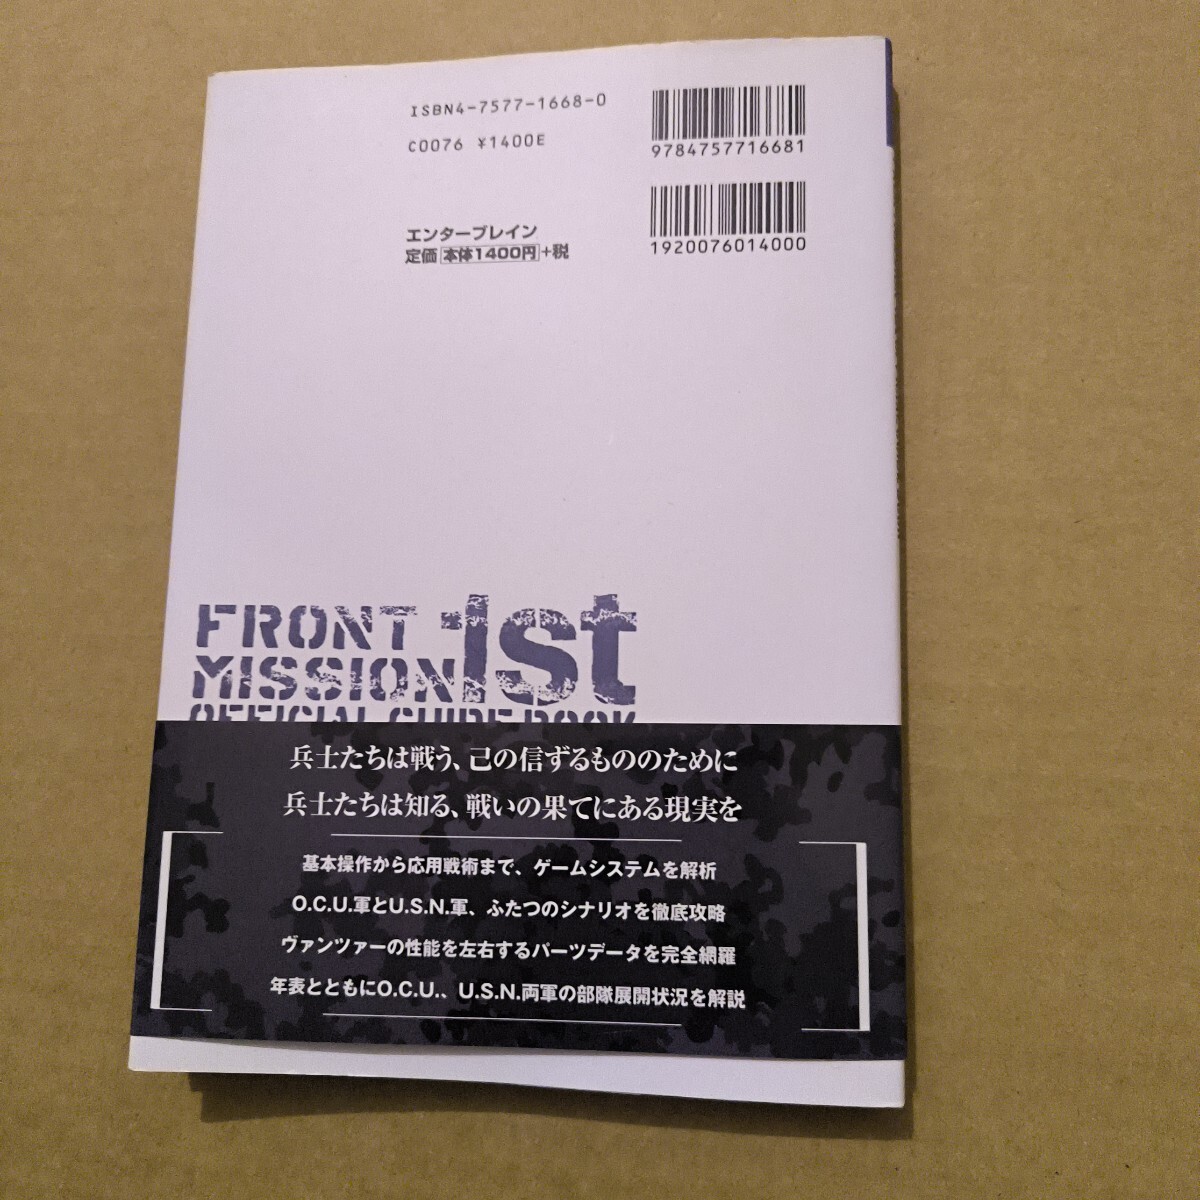 ISBN4-7577-1668-0
C0076 ¥1400E
9784757716681
1920076014000
エンターブレイン
定価 本体1400円+税
FRONT
MISSION 1st
OFFICIAL GUIDE BOOK
兵士たちは戦う、己の信ずるもののために
兵士たちは知る、戦いの果てにある現実を
基本操作から応用戦術まで、ゲームシステムを解析
O.C.U.軍とU.S.N.軍、ふたつのシナリオを徹底攻略
ヴァンツァーの性能を左右するパーツデータを完全網羅
年表とともにO.C.U.、U.S.N.両軍の部隊展開状況を解説